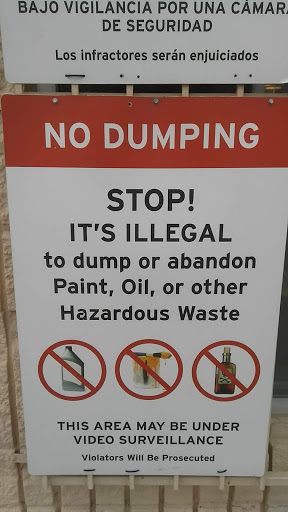 BAJO VIGILANCIA POR UNA CÁMARA
DE SEGURIDAD
Los infractores serán enjuiciados
NO DUMPING
STOP!
IT'S ILLEGAL
to dump or abandon
Paint, Oil, or other
Hazardous Waste
THIS AREA MAY BE UNDER
VIDEO SURVEILLANCE
Violators Will Be Prosecuted